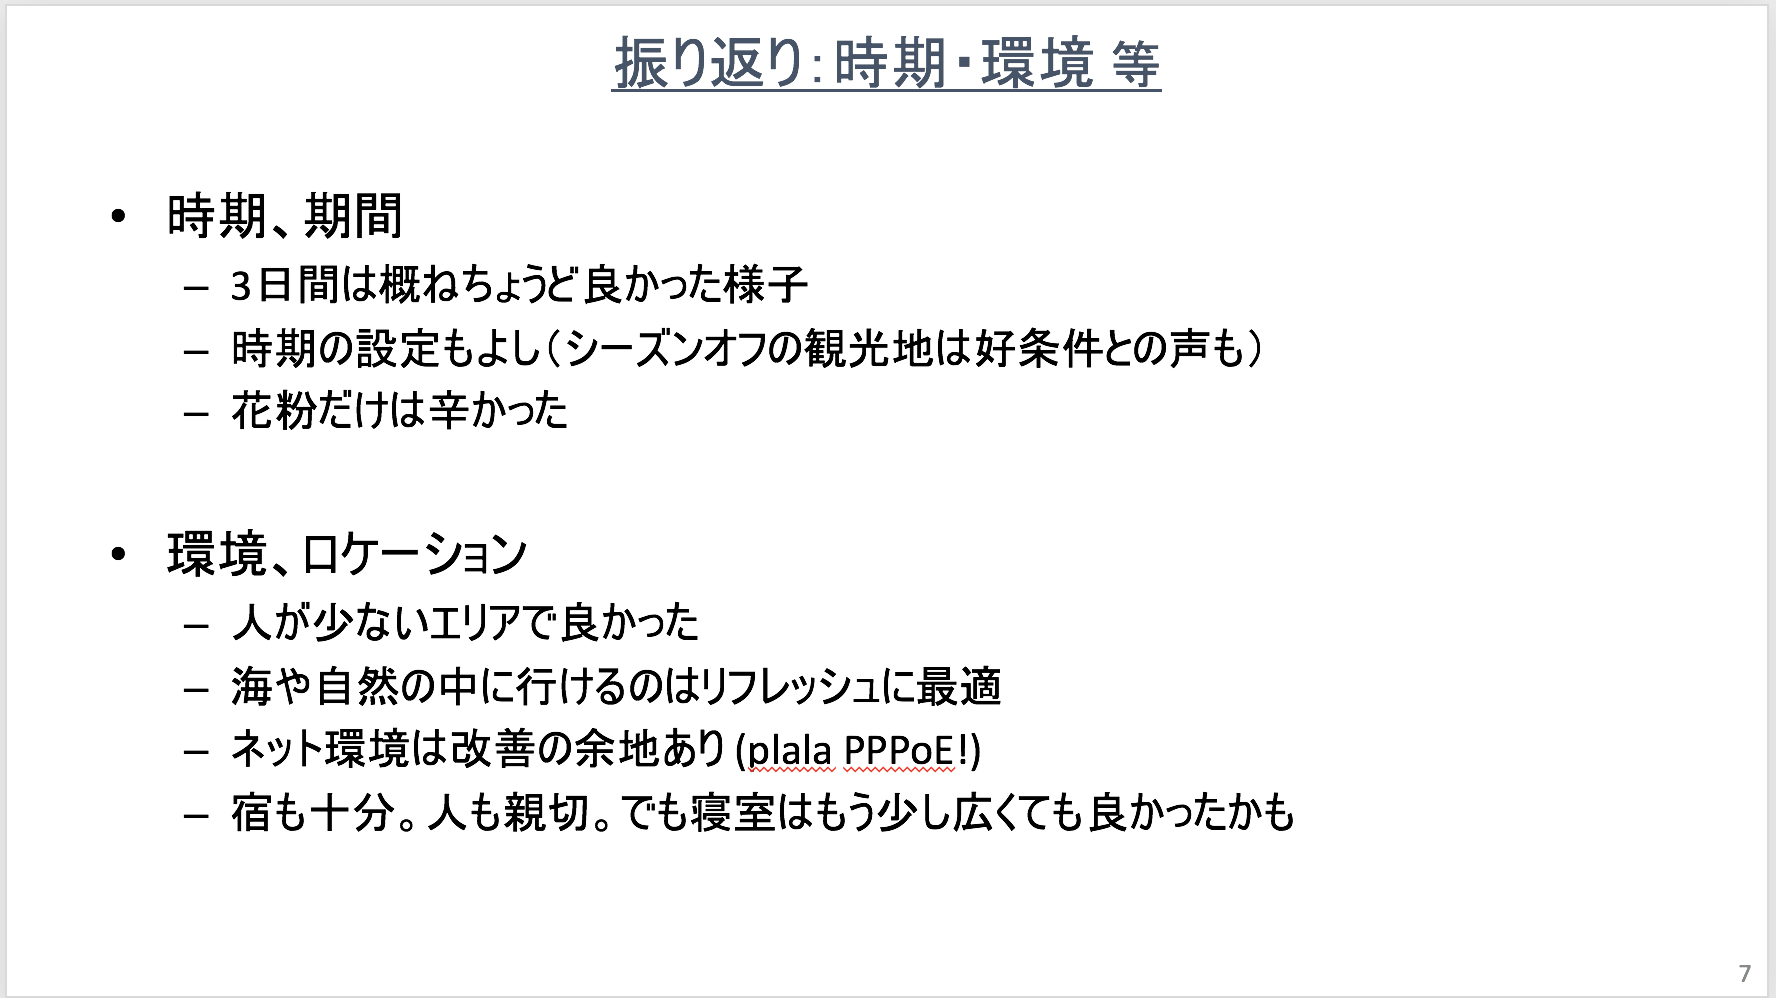 振り返り：時期・環境 等
• 時期、期間
– 3日間は概ねちょうど良かった様子
– 時期の設定もよし（シーズンオフの観光地は好条件との声も）
– 花粉だけは辛かった
• 環境、ロケーション
– 人が少ないエリアで良かった
– 海や自然の中に行けるのはリフレッシュに最適
– ネット環境は改善の余地あり (plala PPPoE!)
– 宿も十分。人も親切。でも寝室はもう少し広くても良かったかも
7